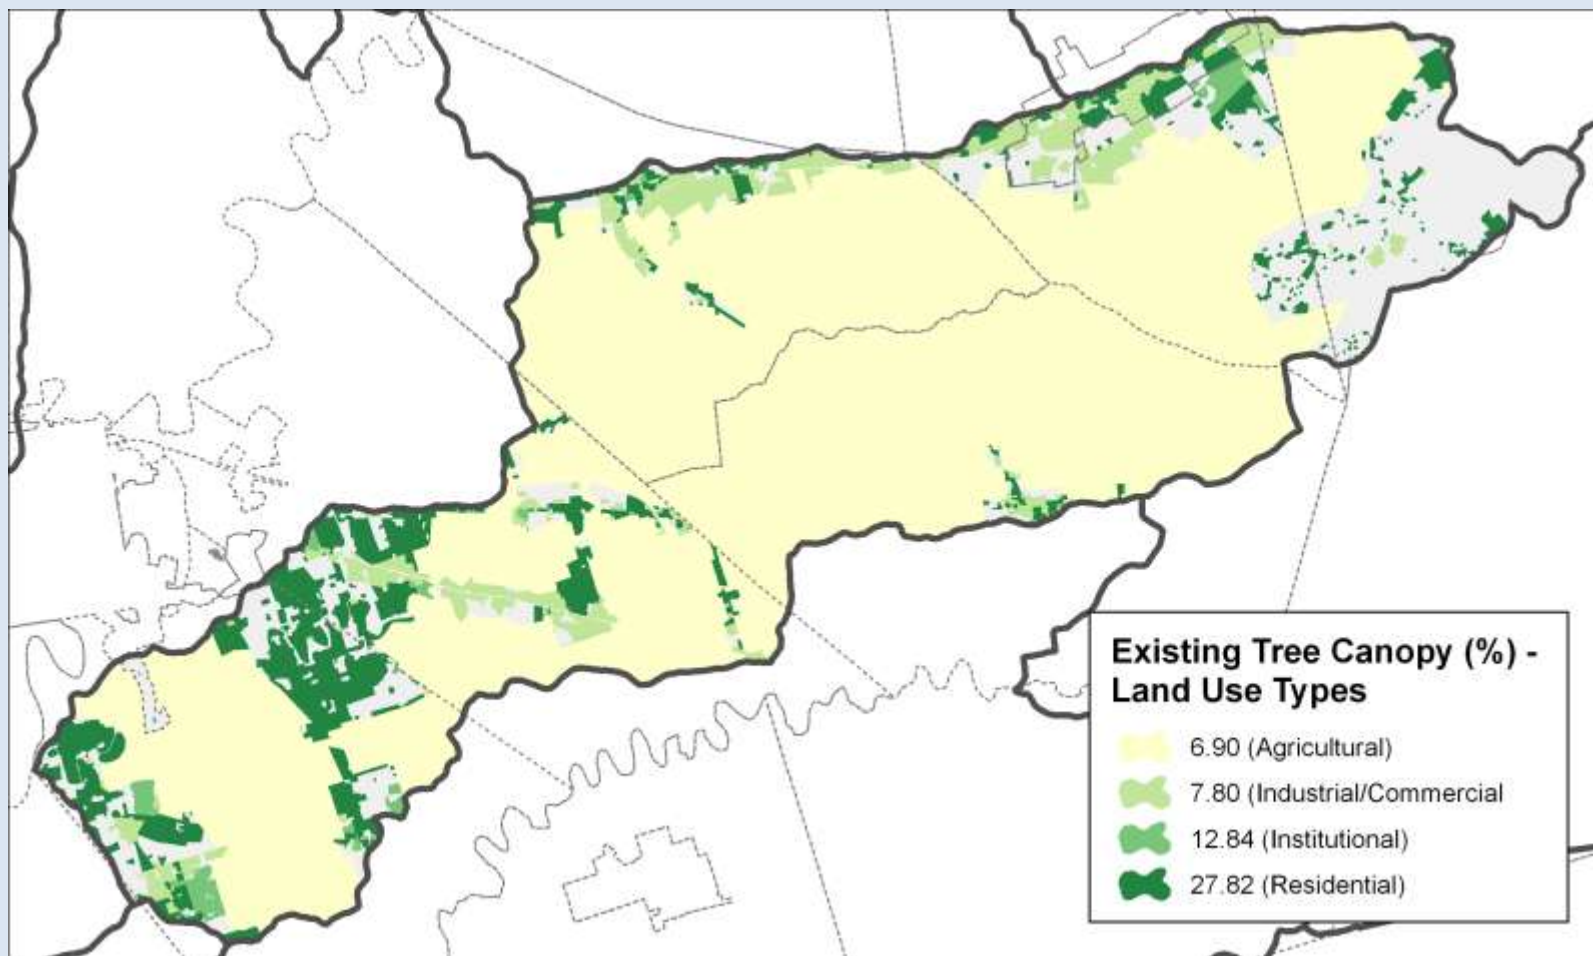 Existing Tree Canopy (%) -
Land Use Types
6.90 (Agricultural)
7.80 (Industrial/Commercial
12.84 (Institutional)
27.82 (Residential)